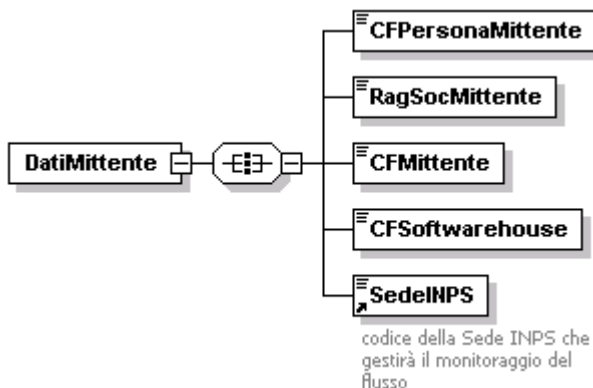 CFPersonaMittente
RagSocMittente
DatiMittente
CFMittente
CFSoftwarehouse
SedeINPS
codice della Sede INPS che
gestirà il monitoraggio del
flusso